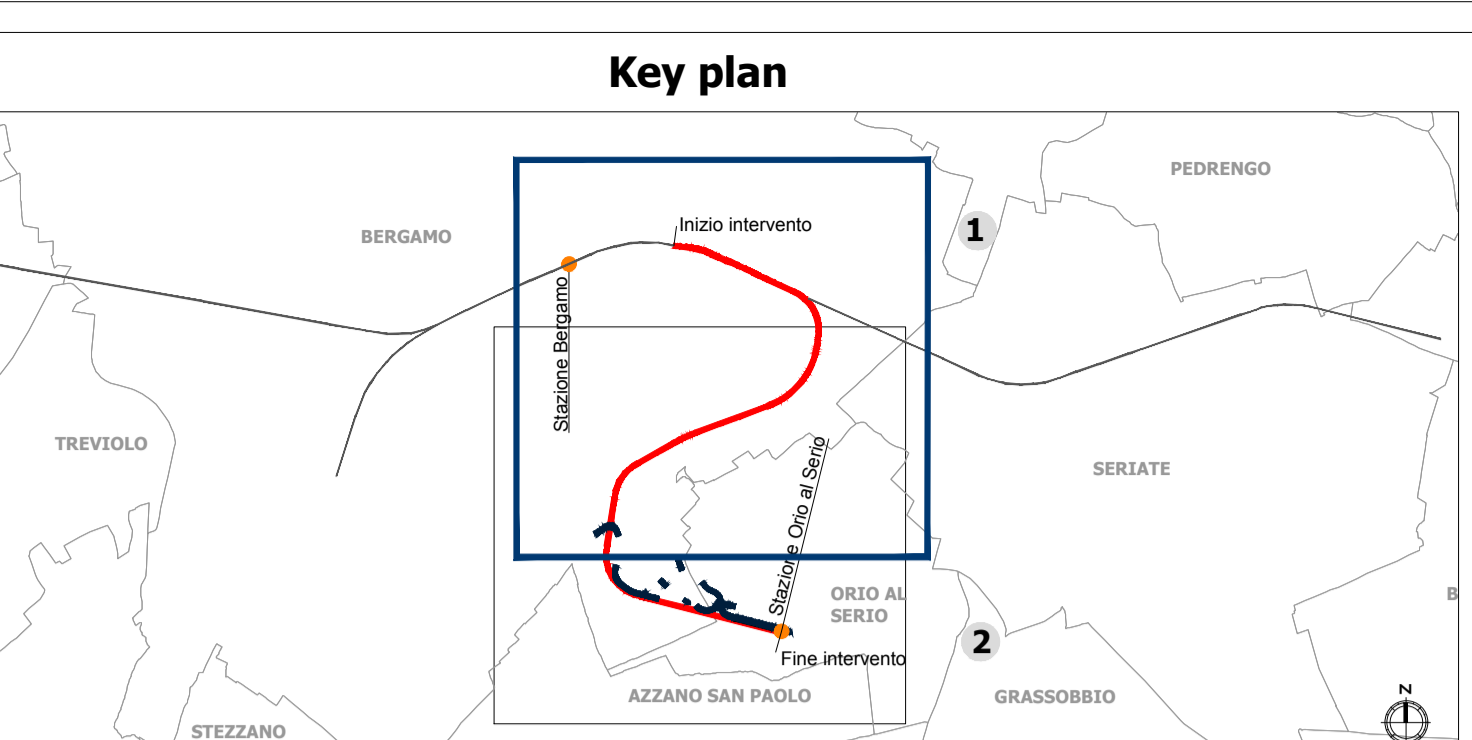 Key plan
PEDRENGO
Inizio intervento
1
BERGAMO
Stazione Bergamo
TREVIOLO
Stazione Orio al Serio
SERIATE
ORIO AL
SERIO
B
2
Fine intervento
AZZANO SAN PAOLO
GRASSOBBIO
N
STEZZANO